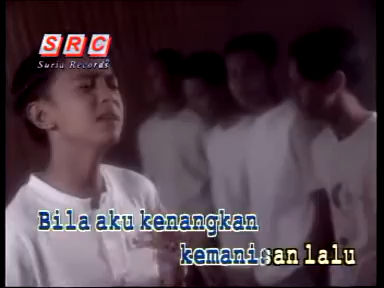 SRC
Suria Records
Bila aku kenangkan
kemanisan lalu